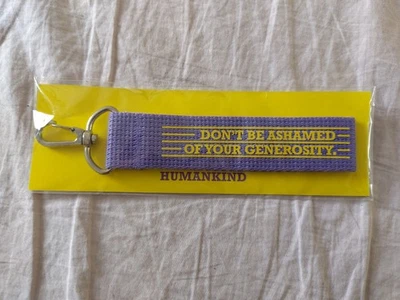 DON'T BE ASHAMED
OF YOUR GENEROSITY.
HUMANKIND